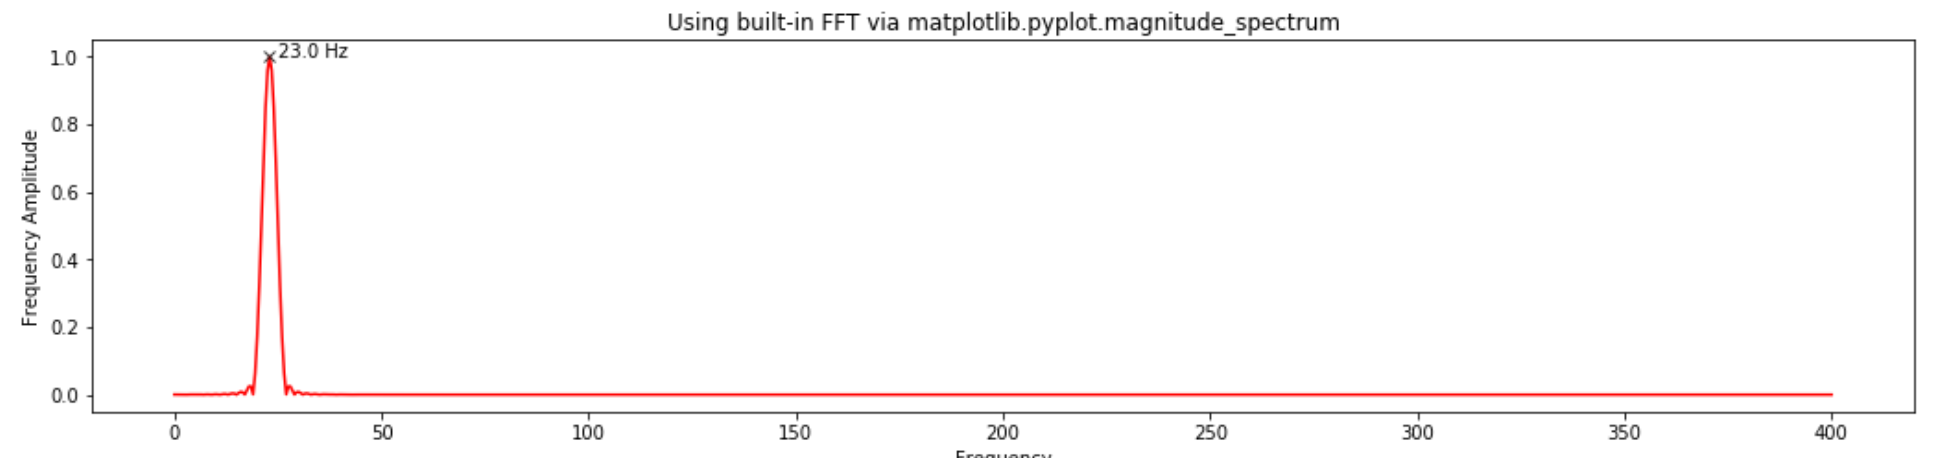 Using built-in FFT via matplotlib.pyplot.magnitude_spectrum
23.0 Hz
1.0
0.8
0.6
0.4
0.2
0.0
Frequency Amplitude
0 50 100 150 200 250 300 350 400
Frequency